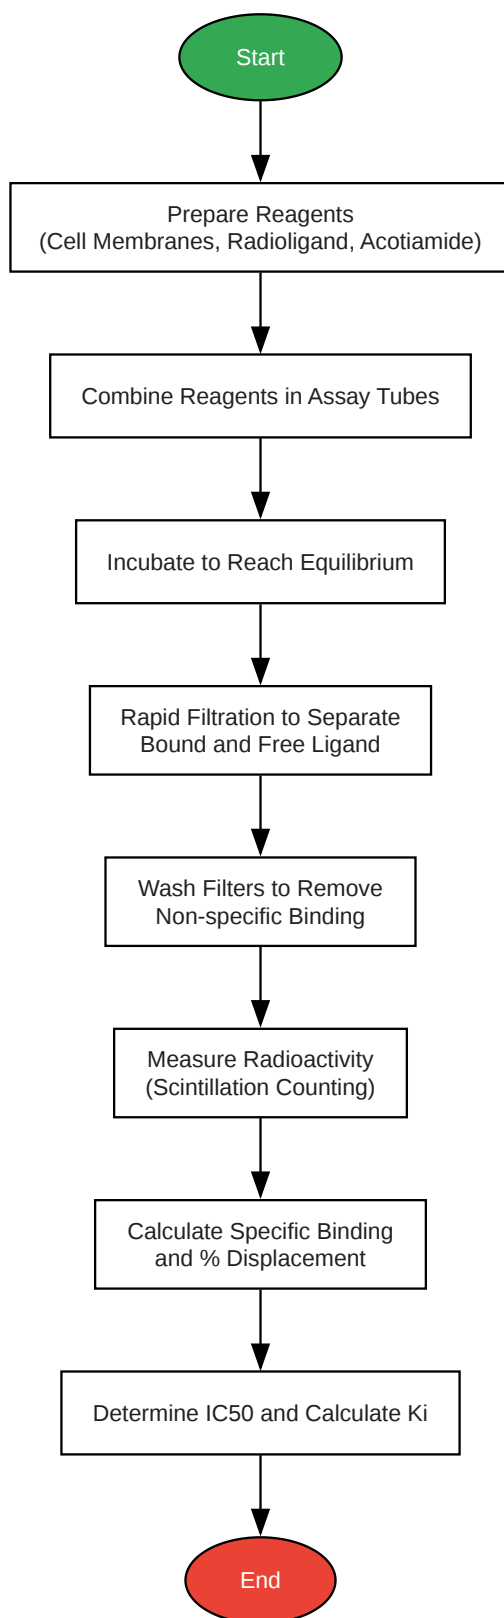 Start
Prepare Reagents
(Cell Membranes, Radioligand, Acotiamide)
Combine Reagents in Assay Tubes
Incubate to Reach Equilibrium
Rapid Filtration to Separate
Bound and Free Ligand
Wash Filters to Remove
Non-specific Binding
Measure Radioactivity
(Scintillation Counting)
Calculate Specific Binding
and % Displacement
Determine IC50 and Calculate Ki
End